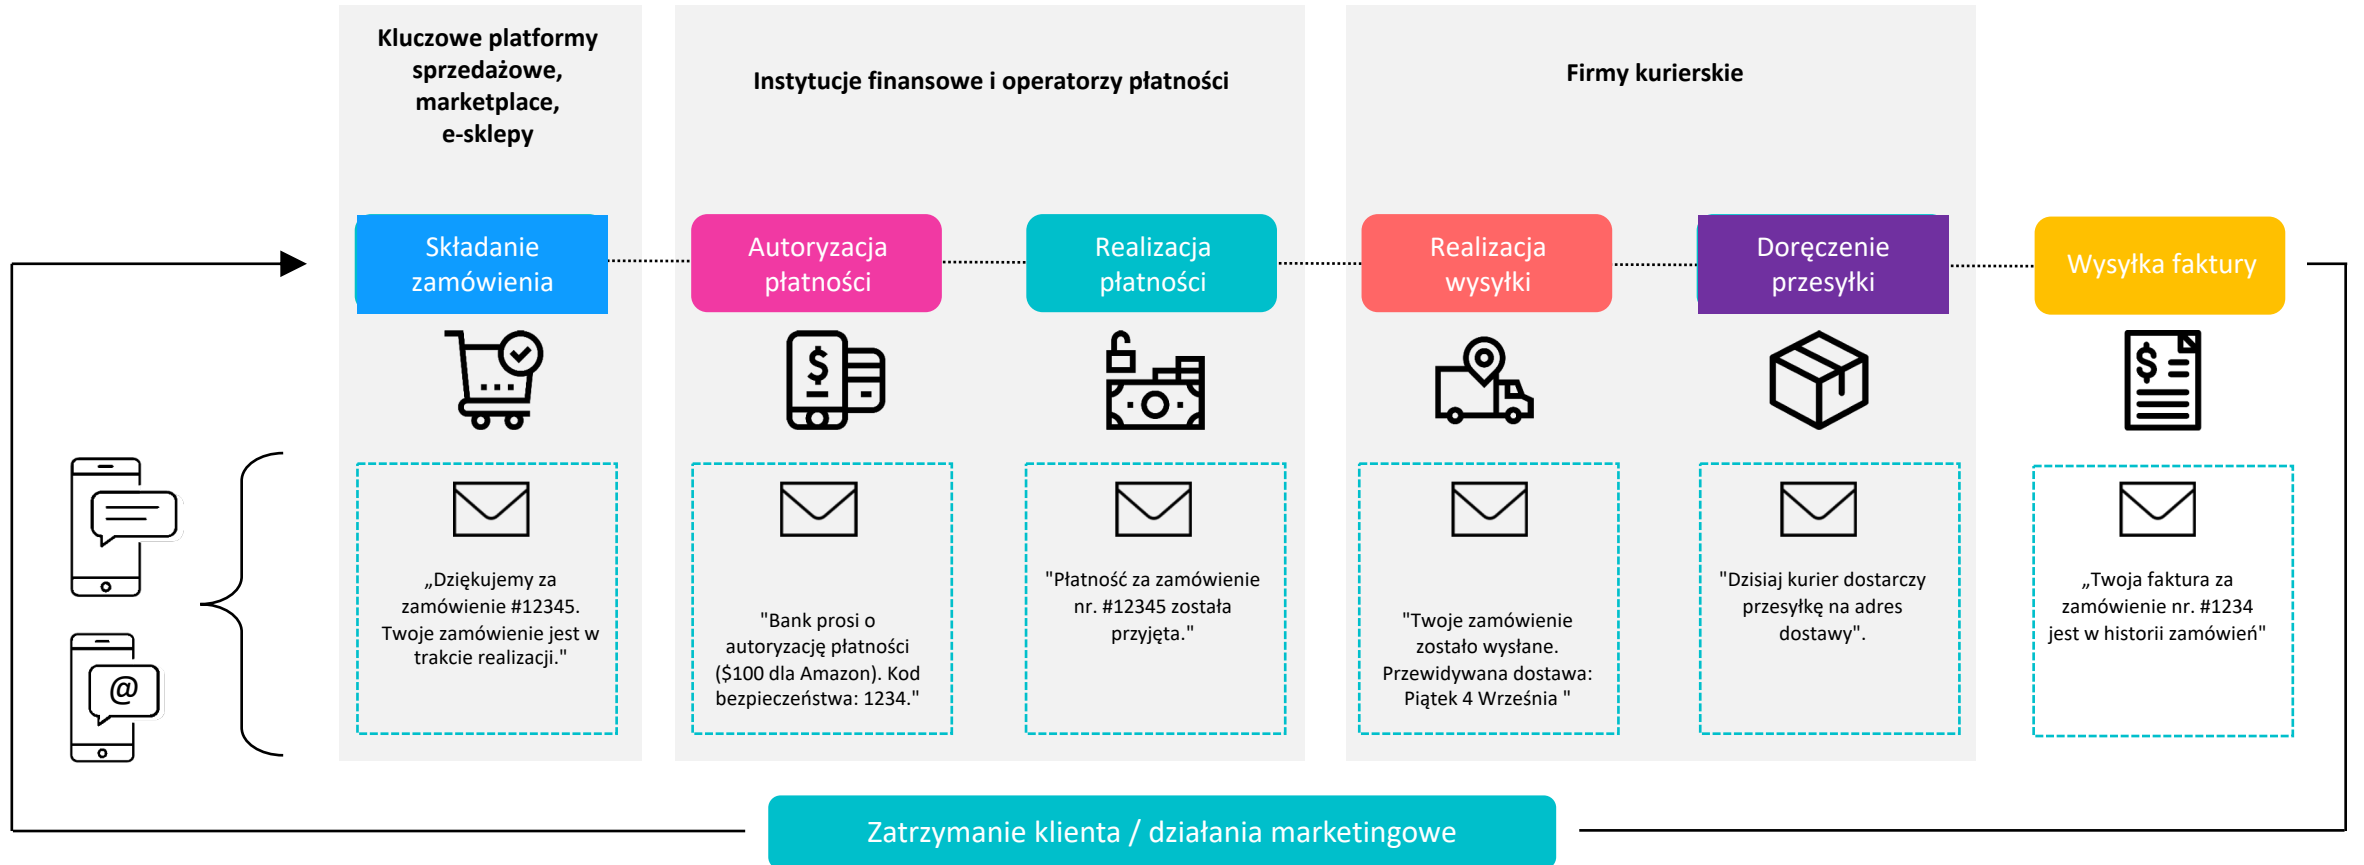 Kluczowe platformy
sprzedażowe,
marketplace,
e-sklepy
Instytucje finansowe i operatorzy płatności
Firmy kurierskie
Składanie
zamówienia
Autoryzacja
płatności
Realizacja
płatności
Realizacja
wysyłki
Doręczenie
przesyłki
Wysyłka faktury
$
$
$
@
„Dziękujemy za
zamówienie #12345.
Twoje zamówienie jest w
trakcie realizacji."
"Bank prosi o
autoryzację płatności
($100 dla Amazon). Kod
bezpieczeństwa: 1234."
"Płatność za zamówienie
nr. #12345 została
przyjęta."
"Twoje zamówienie
zostało wysłane.
Przewidywana dostawa:
Piątek 4 Września "
"Dzisiaj kurier dostarczy
przesyłkę na adres
dostawy".
„Twoja faktura za
zamówienie nr. #1234
jest w historii zamówień"
Zatrzymanie klienta / działania marketingowe